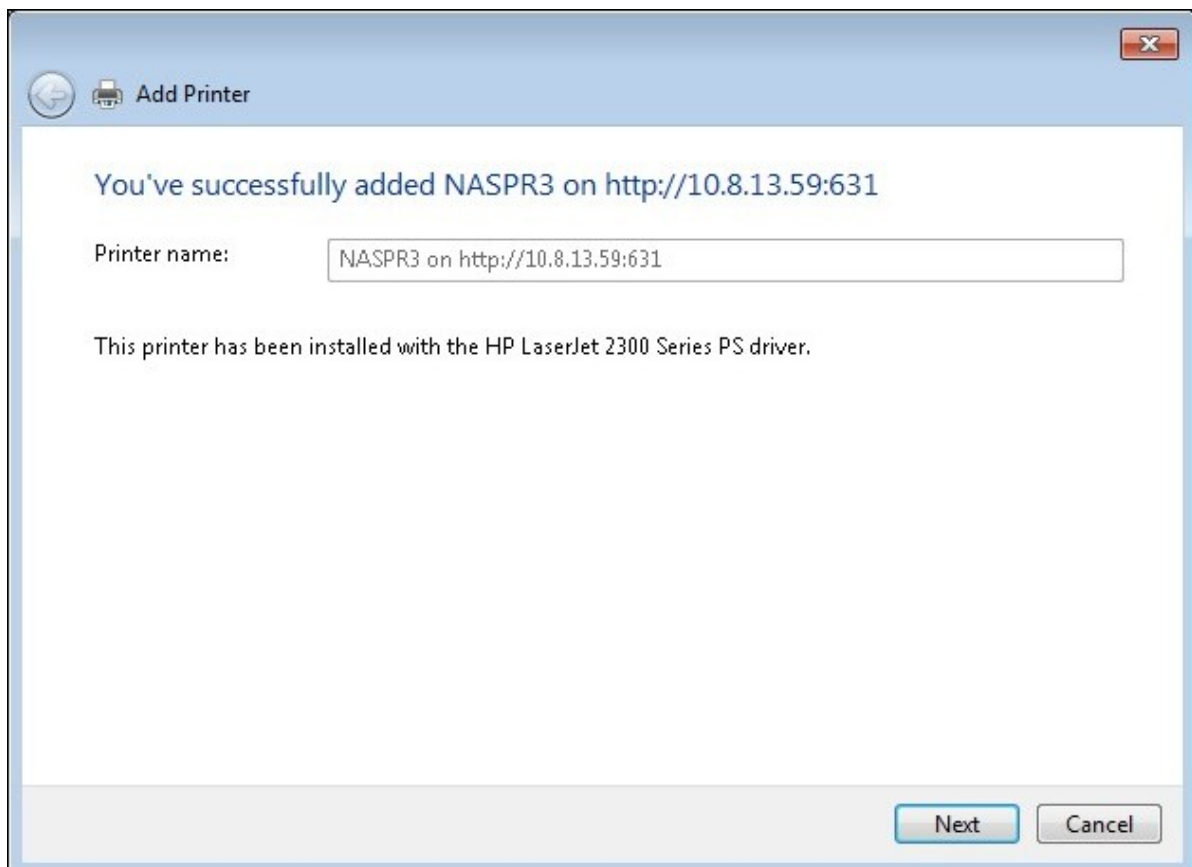 Add Printer
You've successfully added NASPR3 on http://10.8.13.59:631
Printer name:
NASPR3 on http://10.8.13.59:631
This printer has been installed with the HP LaserJet 2300 Series PS driver.
Next
Cancel